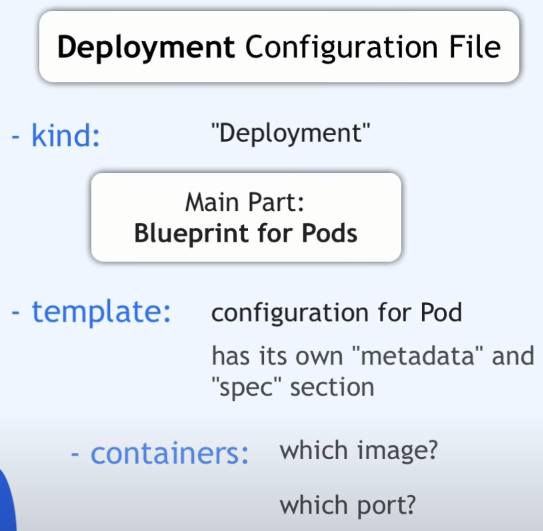 Deployment Configuration File
- kind: "Deployment"
Main Part:
Blueprint for Pods
- template: configuration for Pod
has its own "metadata" and
"spec" section
- containers: which image?
which port?